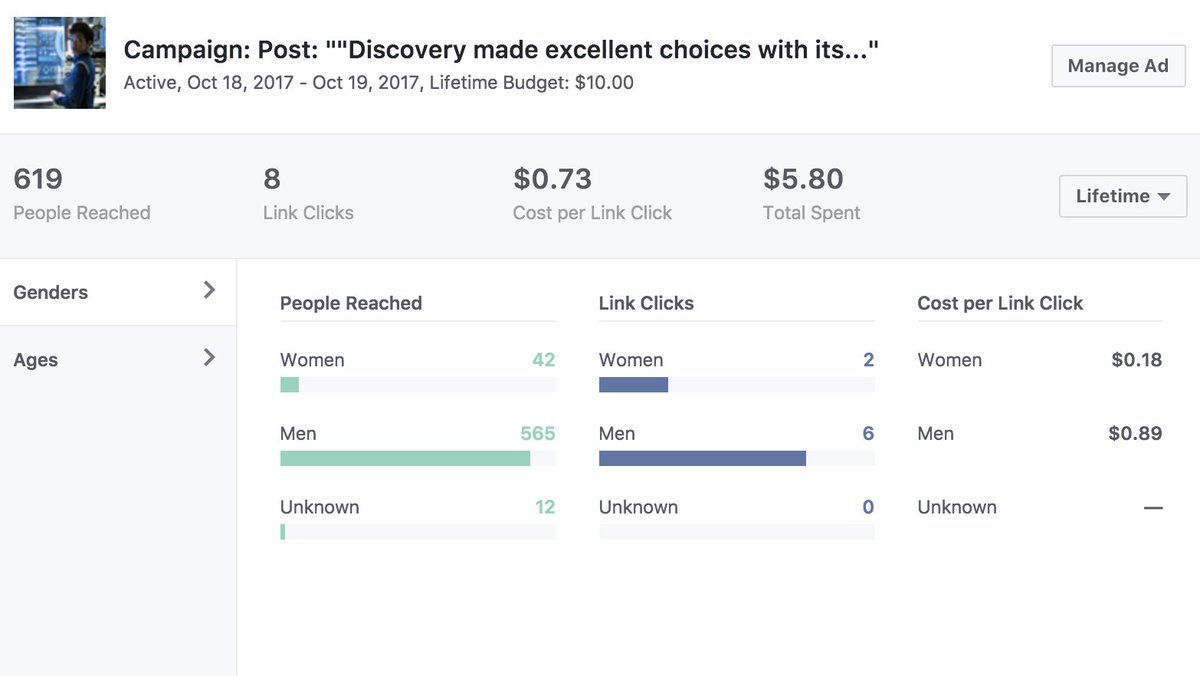 Campaign: Post: ""Discovery made excellent choices with its..."
Active, Oct 18, 2017 - Oct 19, 2017, Lifetime Budget: $10.00
Manage Ad
619
People Reached
8
Link Clicks
$0.73
Cost per Link Click
$5.80
Total Spent
Lifetime
Genders
Ages
People Reached
Women 42
Men 565
Unknown 12
Link Clicks
Women 2
Men 6
Unknown 0
Cost per Link Click
Women $0.18
Men $0.89
Unknown —